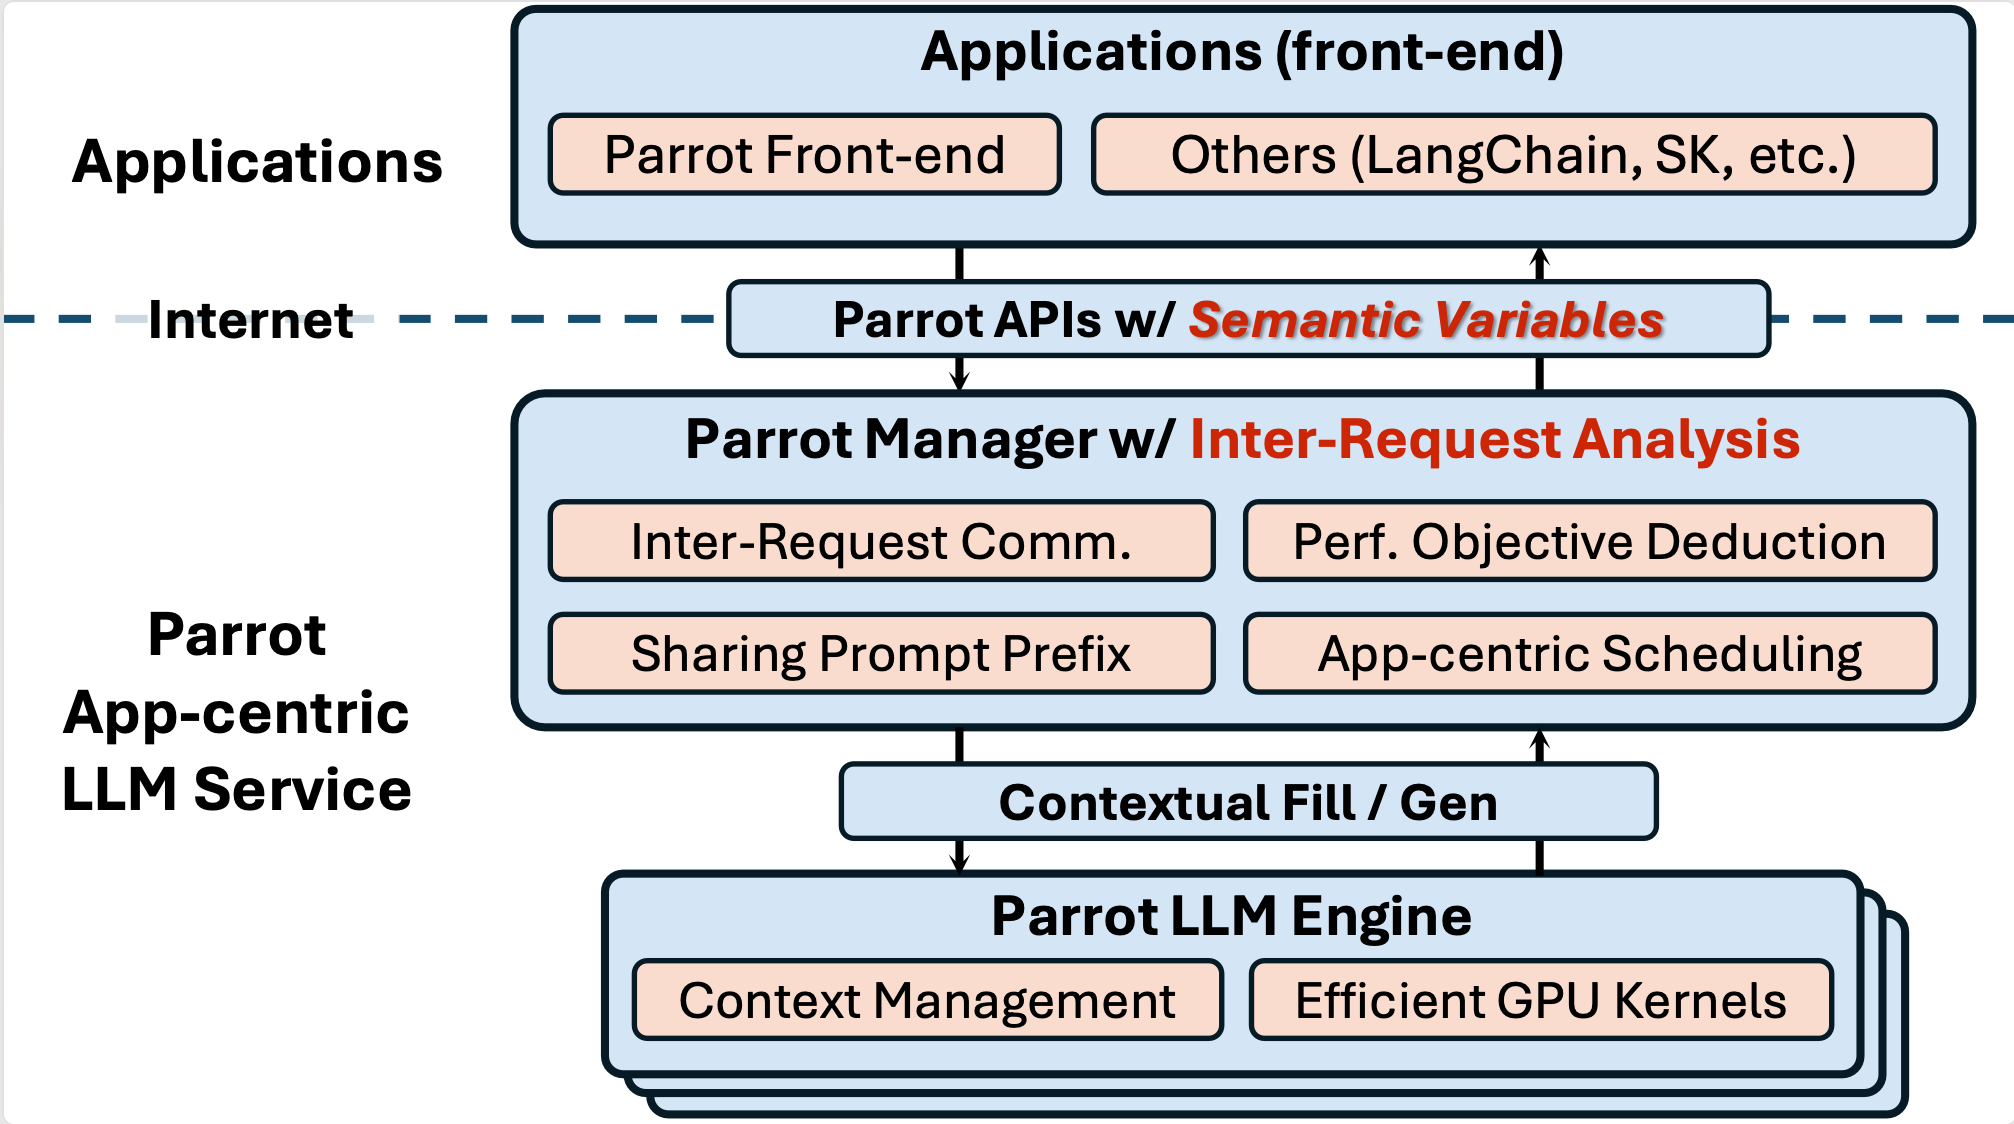 Applications (front-end)
Applications
Parrot Front-end
Others (LangChain, SK, etc.)
Internet
Parrot APIs w/ Semantic Variables
Parrot Manager w/ Inter-Request Analysis
Inter-Request Comm.
Perf. Objective Deduction
Sharing Prompt Prefix
App-centric Scheduling
Parrot
App-centric
LLM Service
Contextual Fill / Gen
Parrot LLM Engine
Context Management
Efficient GPU Kernels